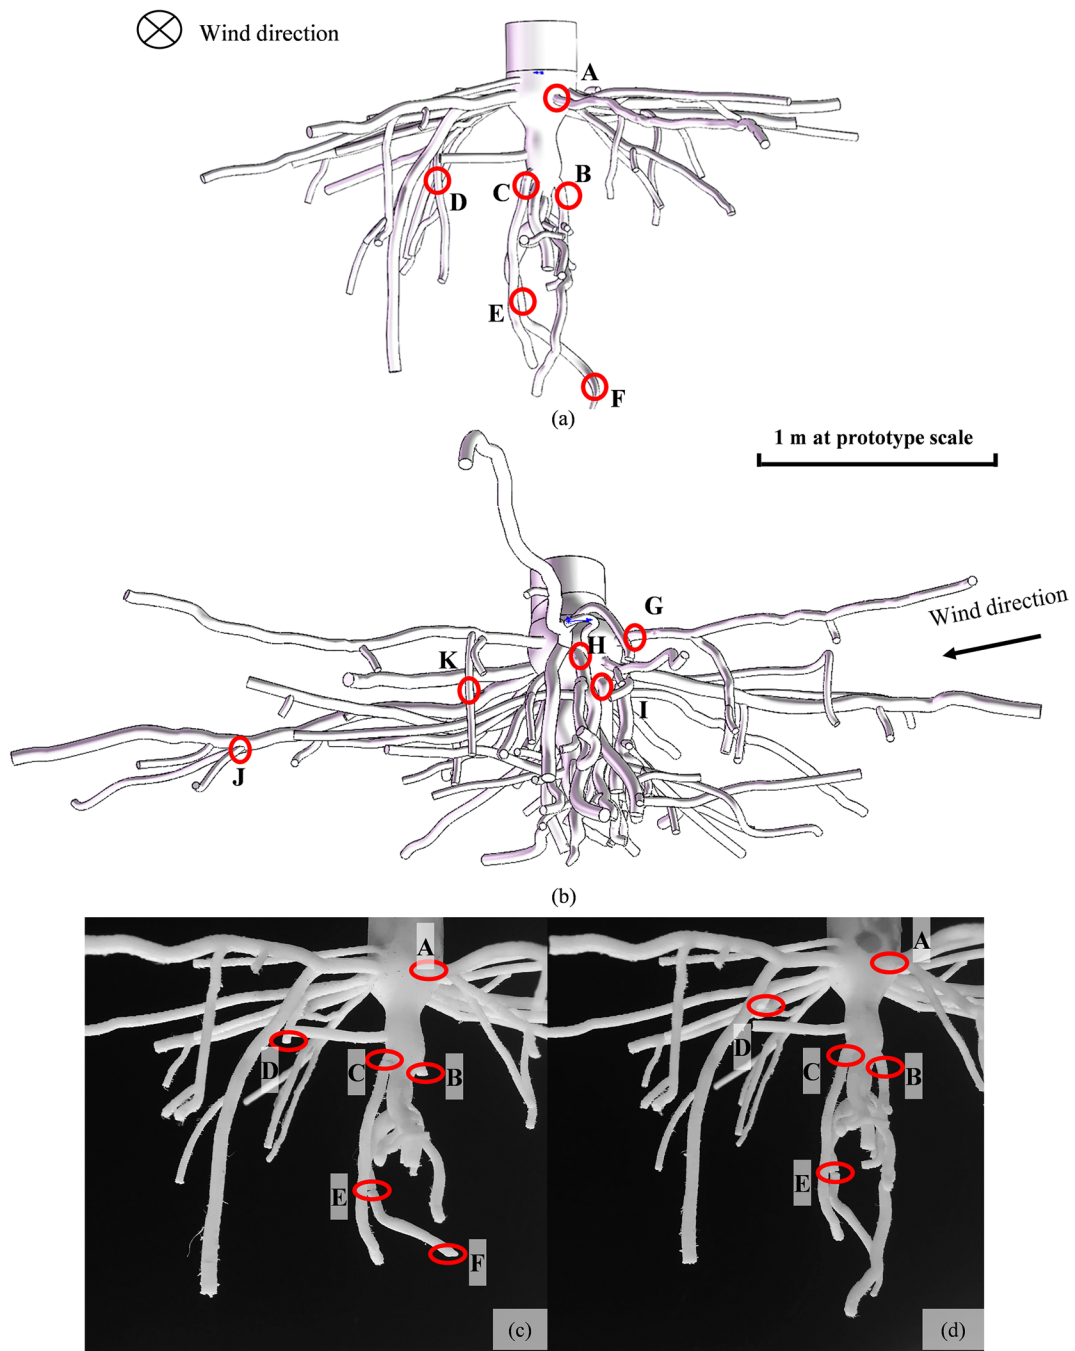 Wind direction
A
B
C
D
E
F
(a)
1 m at prototype scale
Wind direction
G
H
K
I
J
(b)
A
A
D
C
B
D
C
B
E
E
F
(c)
(d)